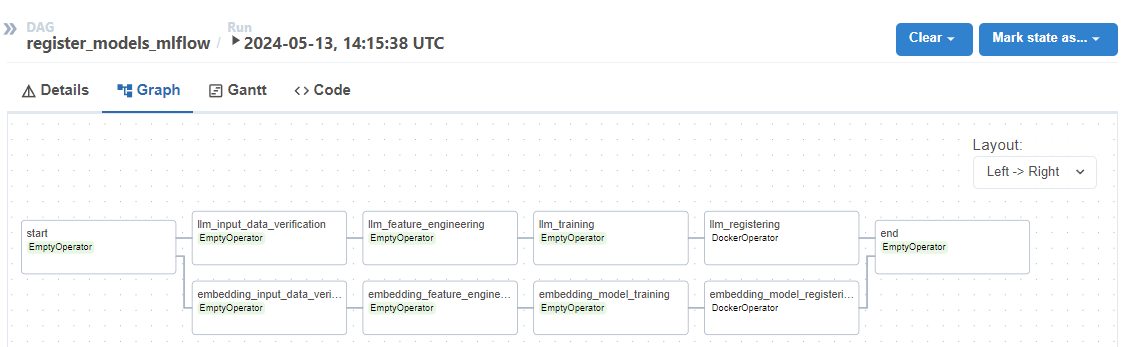 DAG
Run
register_models_mlflow / 2024-05-13, 14:15:38 UTC
Clear
Mark state as...
Details
Graph
Gantt
Code
Layout:
Left -> Right
start
EmptyOperator
llm_input_data_verification
EmptyOperator
llm_feature_engineering
EmptyOperator
llm_training
EmptyOperator
llm_registering
DockerOperator
end
EmptyOperator
embedding_input_data_veri...
EmptyOperator
embedding_feature_engine...
EmptyOperator
embedding_model_training
EmptyOperator
embedding_model_registeri...
DockerOperator